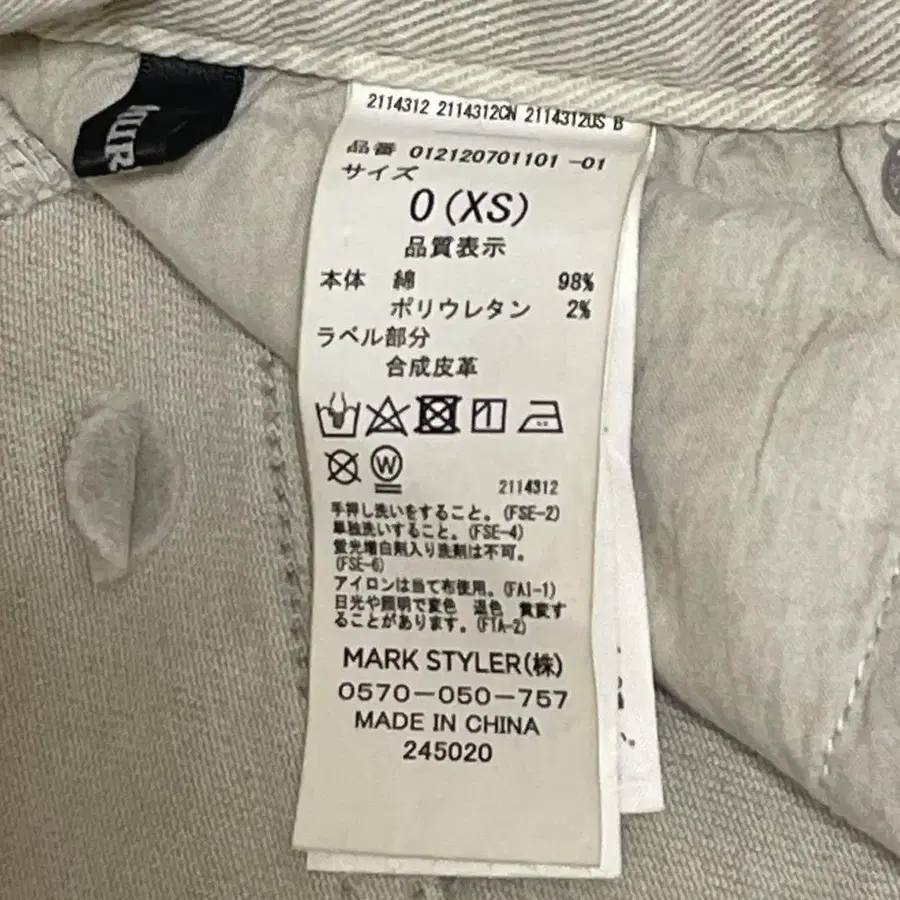 2114312 2114312CN 2114312US B
品番 012120701101 -01
サイズ
0(XS)
品質表示
本体 綿 98%
ポリウレタン 2%
ラベル部分
合成皮革
W
2114312
手押し洗いをすること。(FSE-2)
単独洗いすること。(FSE-4)
蛍光増白剤入り洗剤は不可。
(FSE-6)
アイロンは当て布使用。(FAI-1)
日光や照明で変色 退色 黄変す
ることがあります。(FTA-2)
MARK STYLER(株)
0570-050-757
MADE IN CHINA
245020